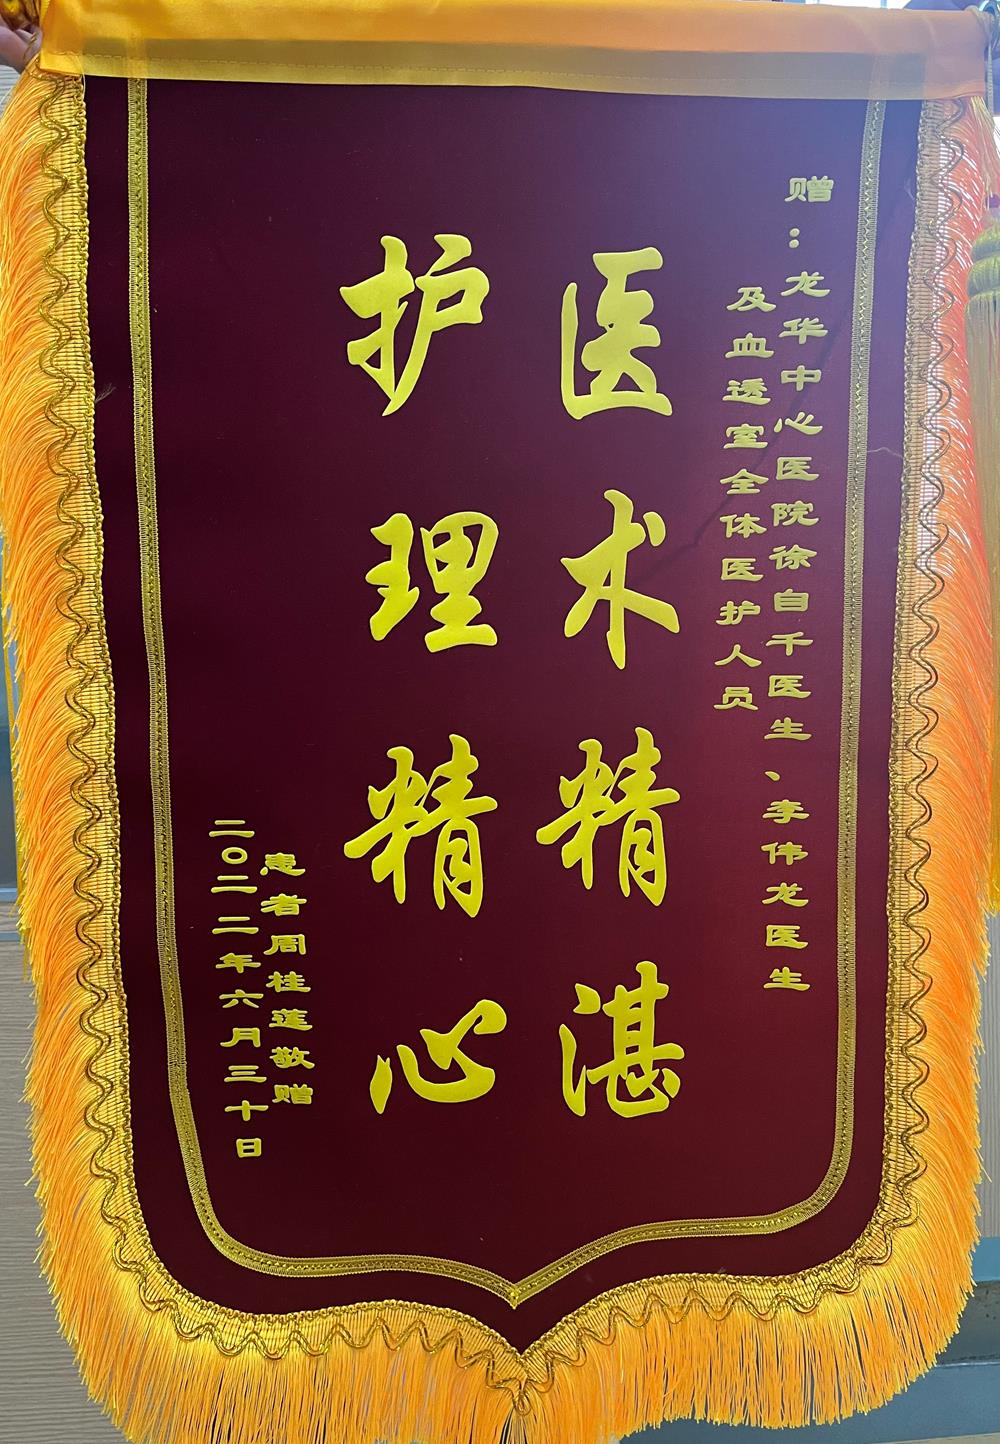 赠：龙华中心医院徐自千医生、李伟龙医生
及血透室全体医护人员
医术精湛
护理精心
患者周桂莲敬赠
二〇二二年六月三十日